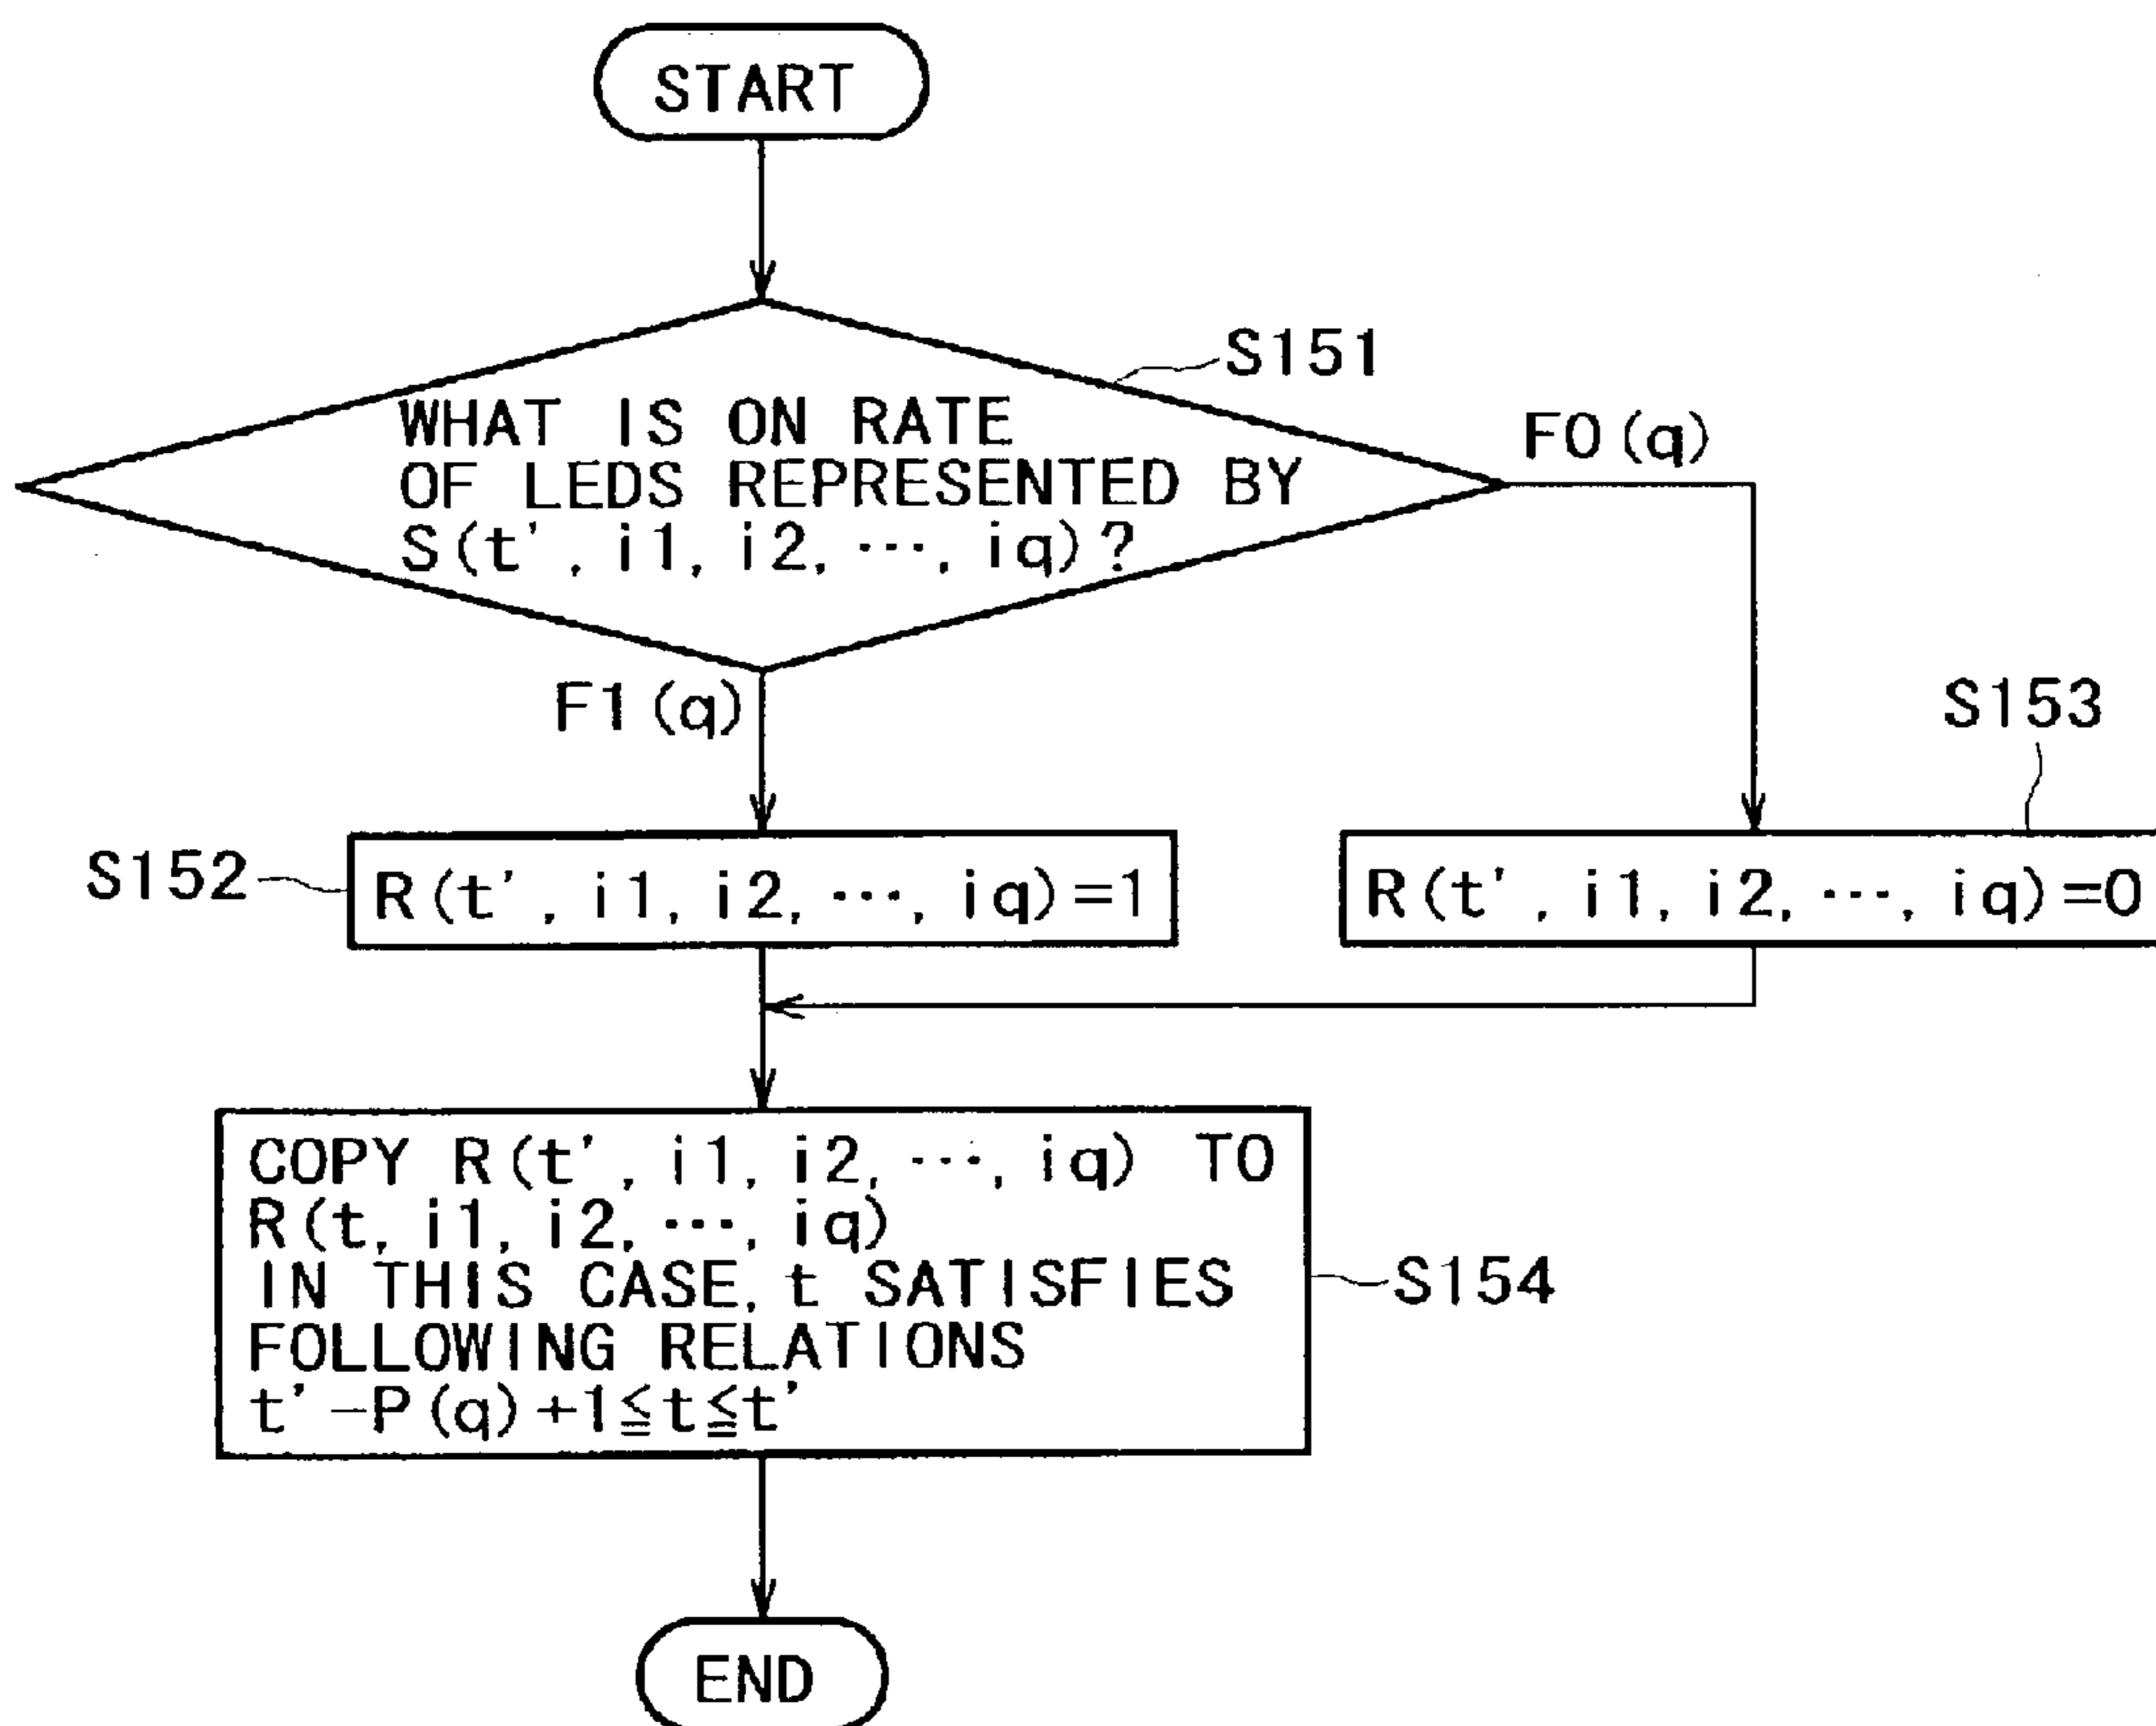 START
S151
WHAT IS ON RATE
OF LEDS REPRESENTED BY
S(t', i1, i2, ⋯, iq)?
F0(q)
F1(q)
S153
S152
R(t', i1, i2, ⋯, iq)=1
R(t', i1, i2, ⋯, iq)=0
COPY R(t', i1, i2, ⋯, iq) TO
R(t, i1, i2, ⋯, iq)
IN THIS CASE, t SATISFIES
FOLLOWING RELATIONS
t'−P(q)+1≦t≦t'
S154
END